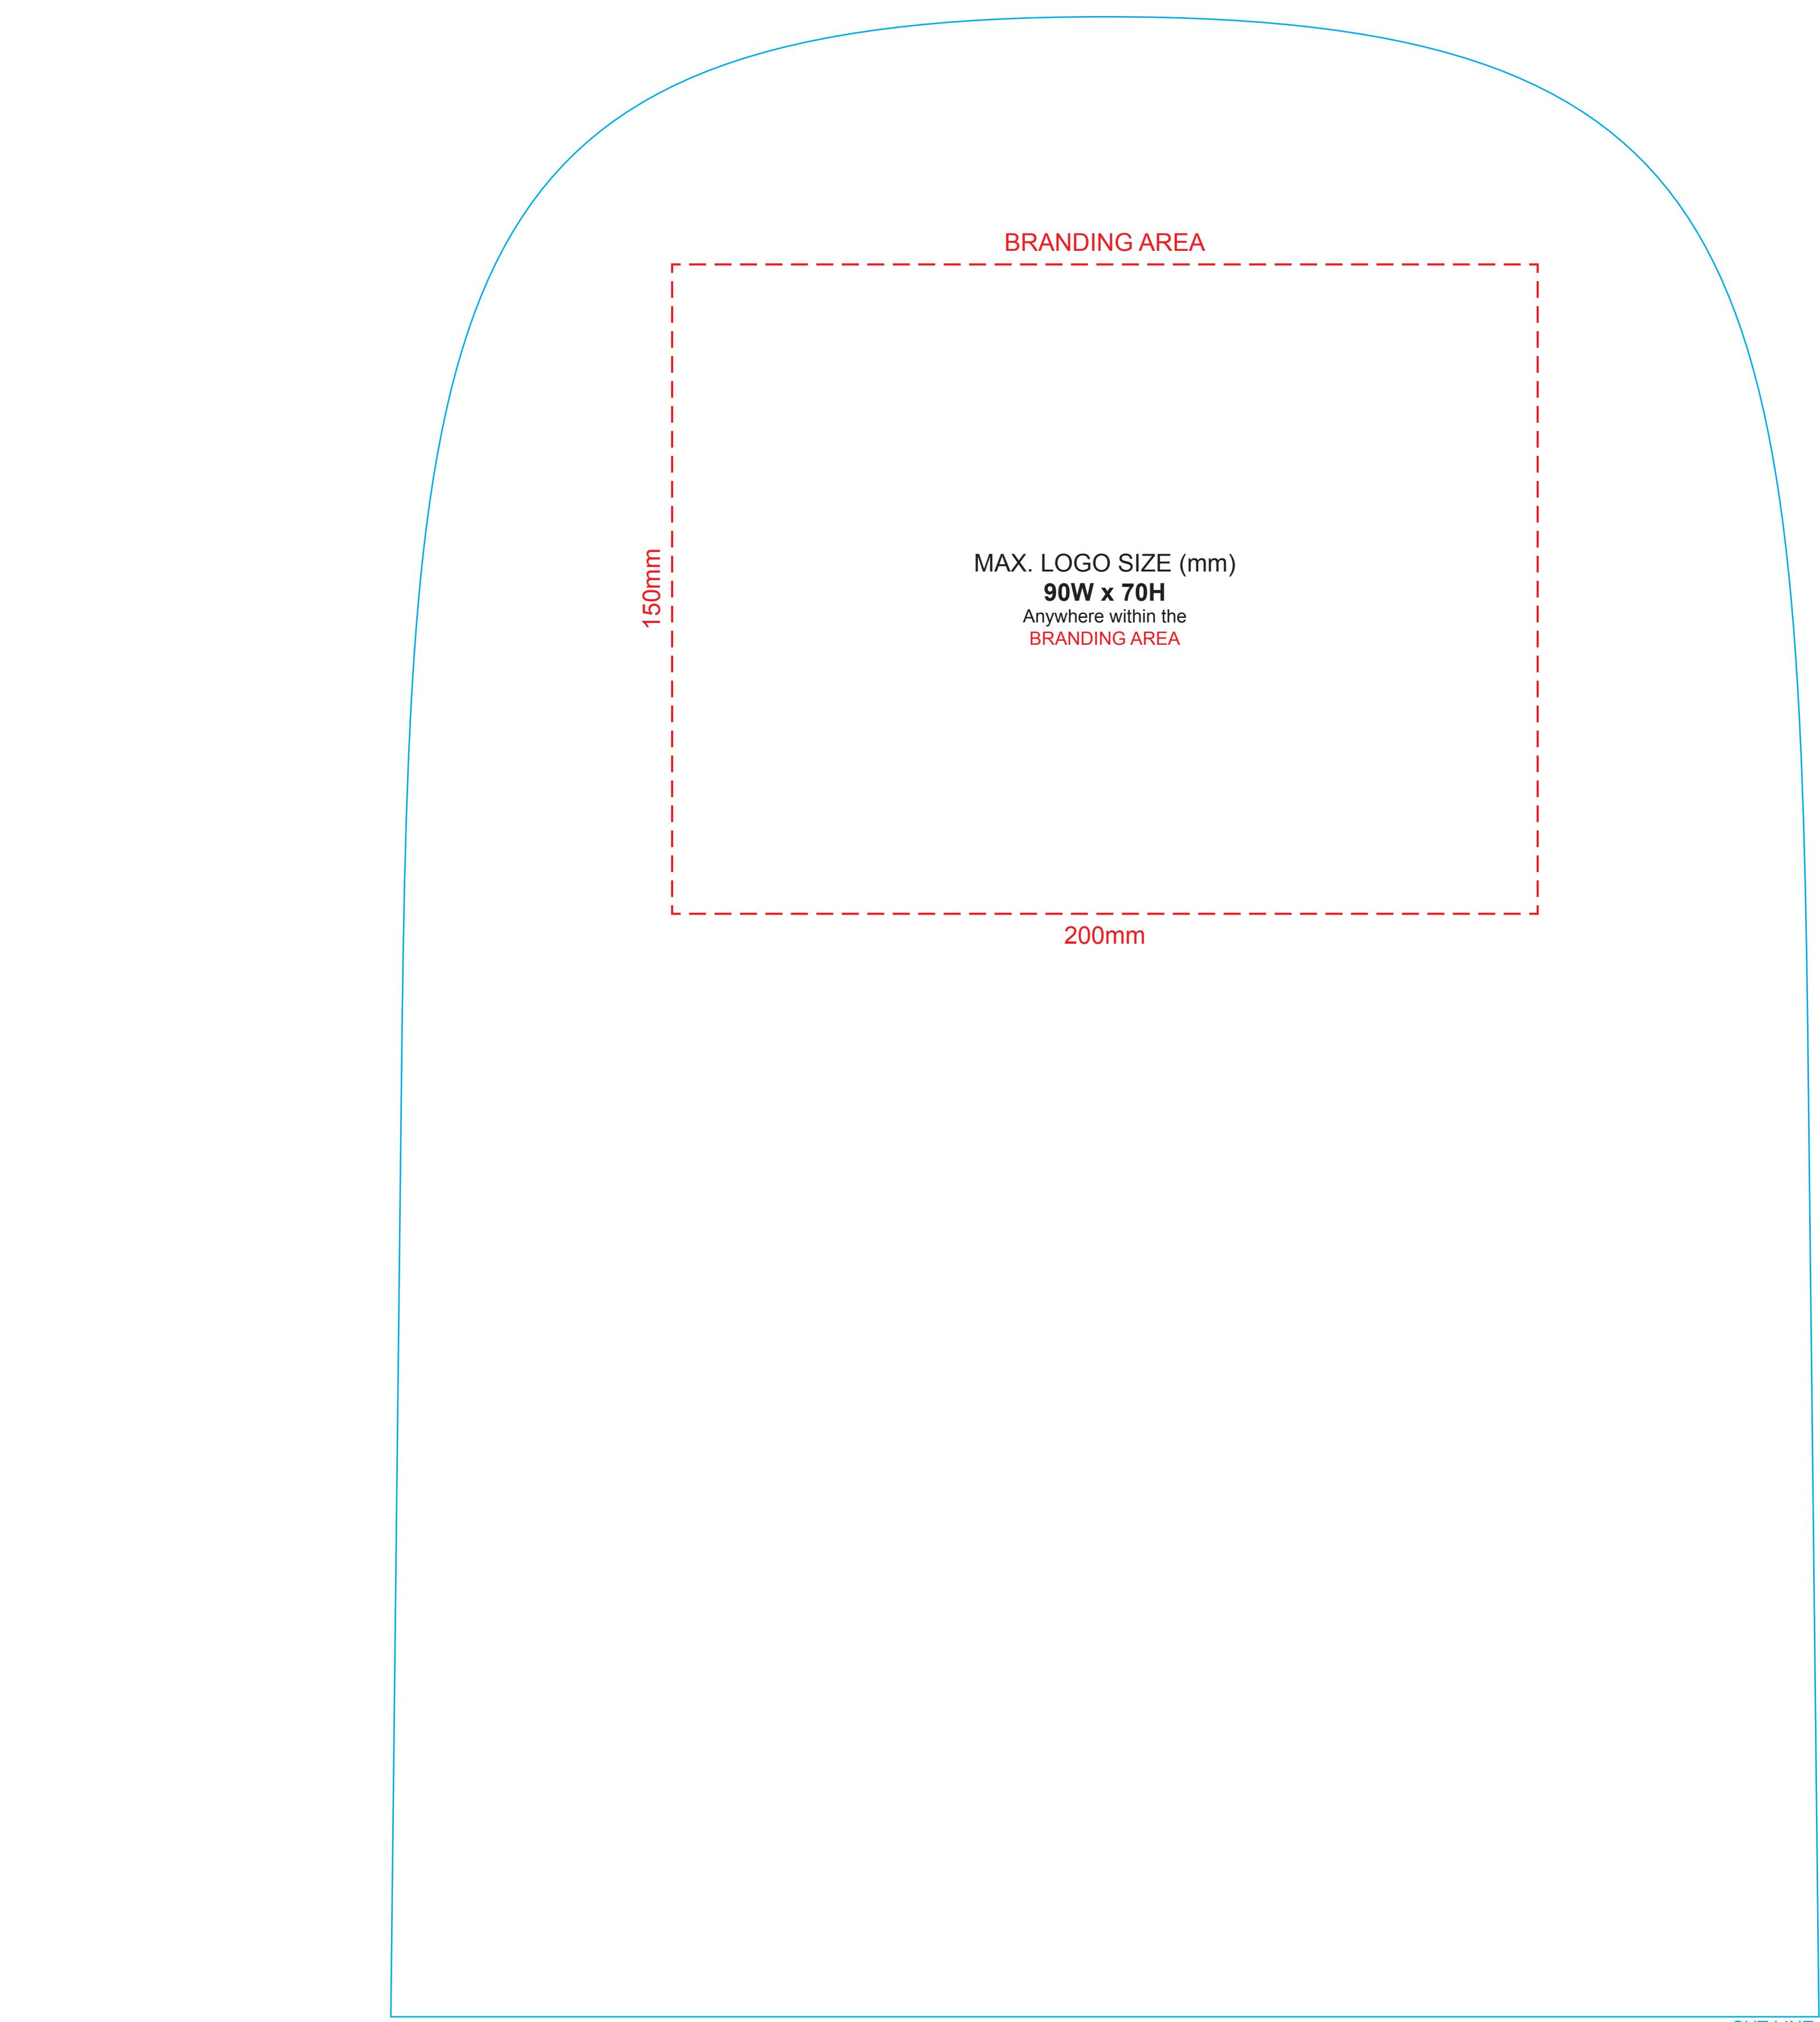 BRANDING AREA
150mm
MAX. LOGO SIZE (mm)
90W x 70H
Anywhere within the
BRANDING AREA
200mm